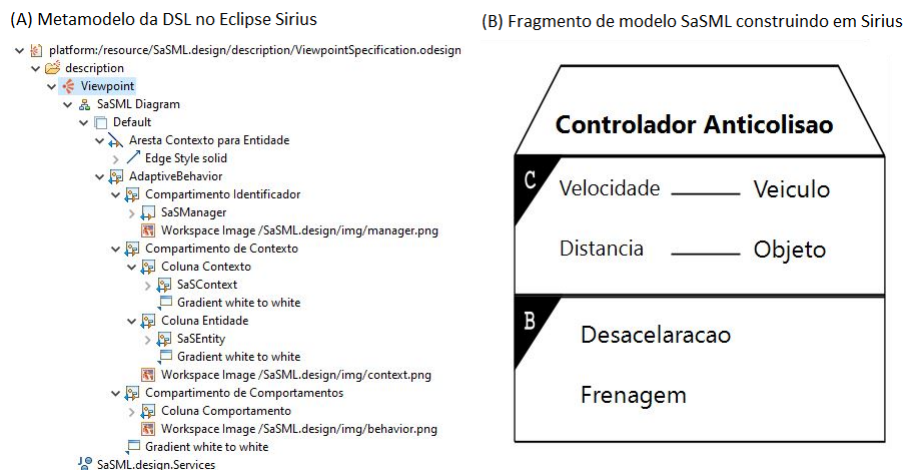 (A) Metamodelo da DSL no Eclipse Sirius
platform:/resource/SaSML.design/description/ViewpointSpecification.odesign
description
Viewpoint
SaSML Diagram
Default
Aresta Contexto para Entidade
Edge Style solid
AdaptiveBehavior
Compartimento Identificador
SaSManager
Workspace Image /SaSML.design/img/manager.png
Compartimento de Contexto
Coluna Contexto
SaSContext
Gradient white to white
Coluna Entidade
SaSEntity
Gradient white to white
Workspace Image /SaSML.design/img/context.png
Compartimento de Comportamentos
Coluna Comportamento
Workspace Image /SaSML.design/img/behavior.png
Gradient white to white
SaSML.design.Services
(B) Fragmento de modelo SaSML construindo em Sirius
Controlador Anticolisao
C
Velocidade Veiculo
Distancia Objeto
B
Desacelaracao
Frenagem